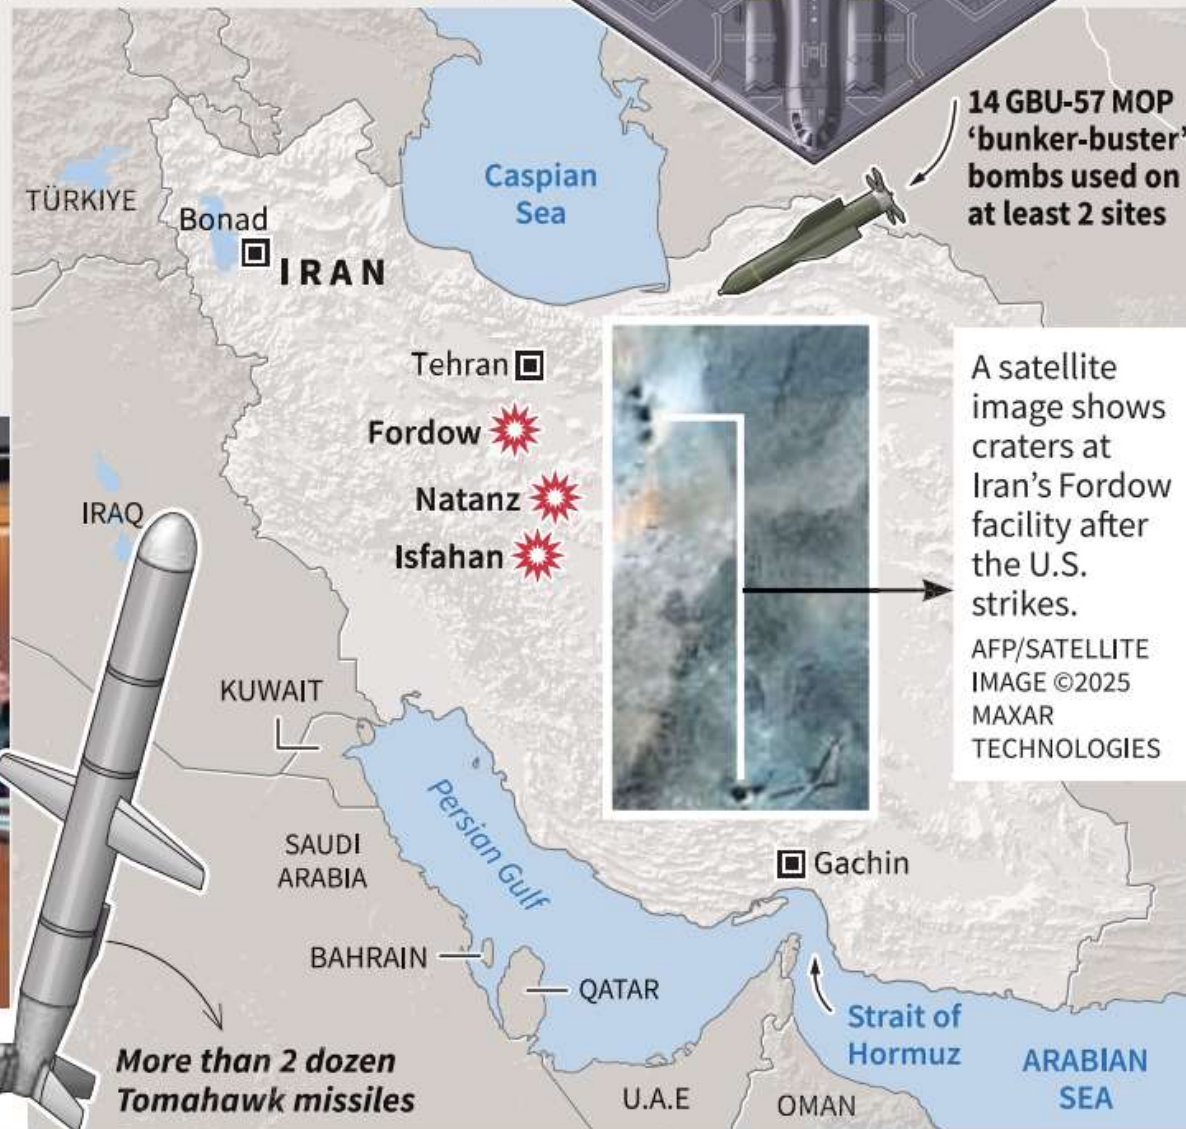 14 GBU-57 MOP
‘bunker-buster’
bombs used on
at least 2 sites
Caspian
Sea
TÜRKIYE
Bonad
IRAN
Tehran
Fordow
Natanz
Isfahan
IRAQ
A satellite
image shows
craters at
Iran’s Fordow
facility after
the U.S.
strikes.
AFP/SATELLITE
IMAGE ©2025
MAXAR
TECHNOLOGIES
KUWAIT
Persian Gulf
SAUDI
ARABIA
Gachin
BAHRAIN
QATAR
Strait of
Hormuz
ARABIAN
SEA
More than 2 dozen
Tomahawk missiles
U.A.E
OMAN